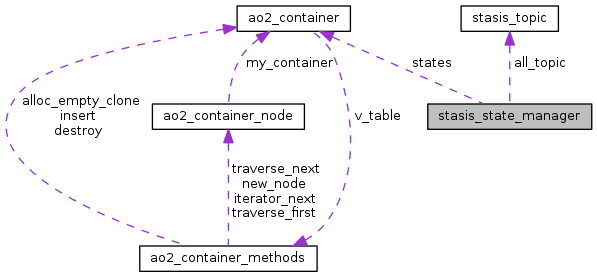 ao2_container
stasis_topic
my_container
states
all_topic
alloc_empty_clone
insert
destroy
ao2_container_node
v_table
stasis_state_manager
traverse_next
new_node
iterator_next
traverse_first
ao2_container_methods